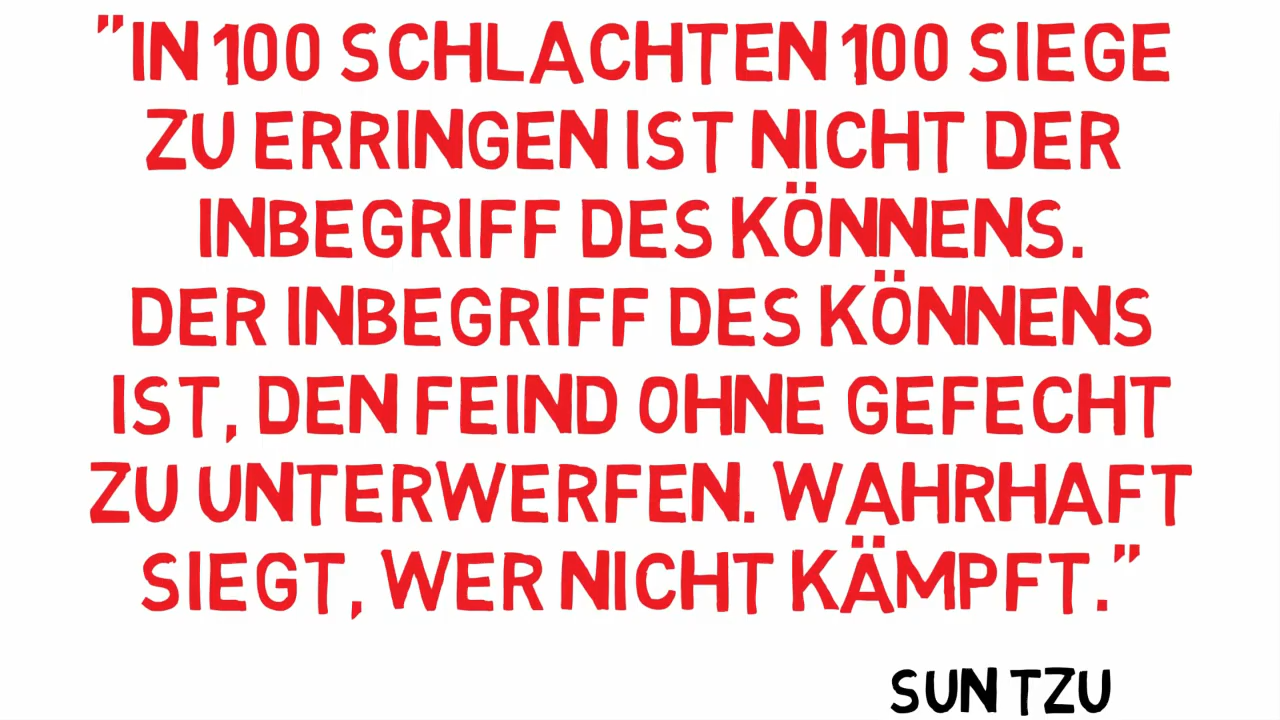 "IN 100 SCHLACHTEN 100 SIEGE
ZU ERRINGEN IST NICHT DER
INBEGRIFF DES KÖNNENS.
DER INBEGRIFF DES KÖNNENS
IST, DEN FEIND OHNE GEFECHT
ZU UNTERWERFEN. WAHRHAFT
SIEGT, WER NICHT KÄMPFT."
SUN TZU